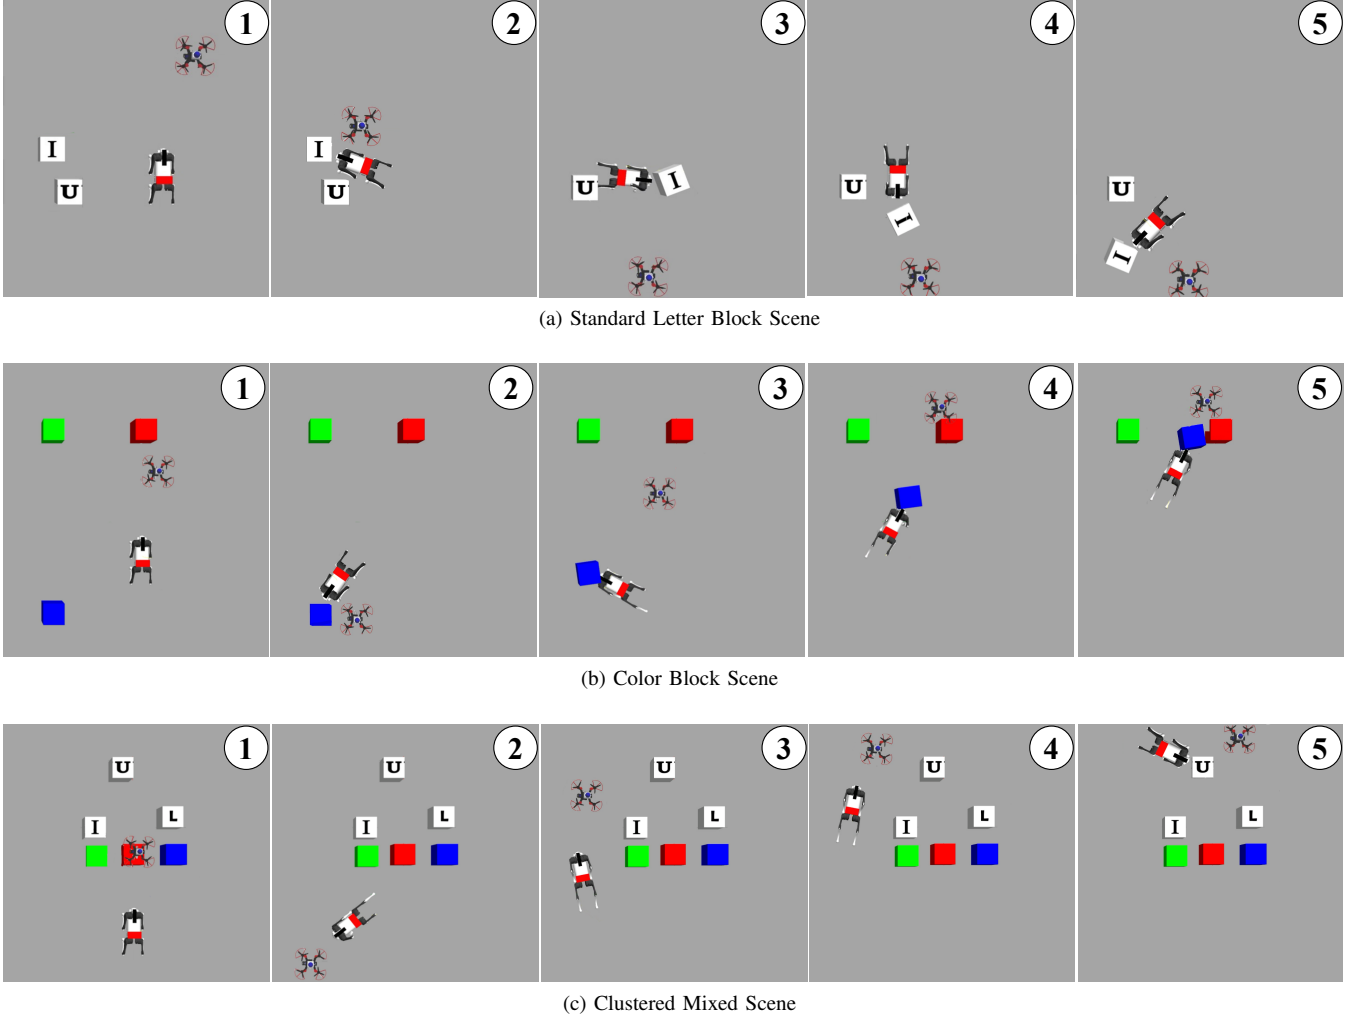 1 2 3 4 5
I I
U U U I U U
I I
(a) Standard Letter Block Scene
1 2 3 4 5
(b) Color Block Scene
1 2 3 4 5
U U U U U
L L L L L
I I I I I
(c) Clustered Mixed Scene